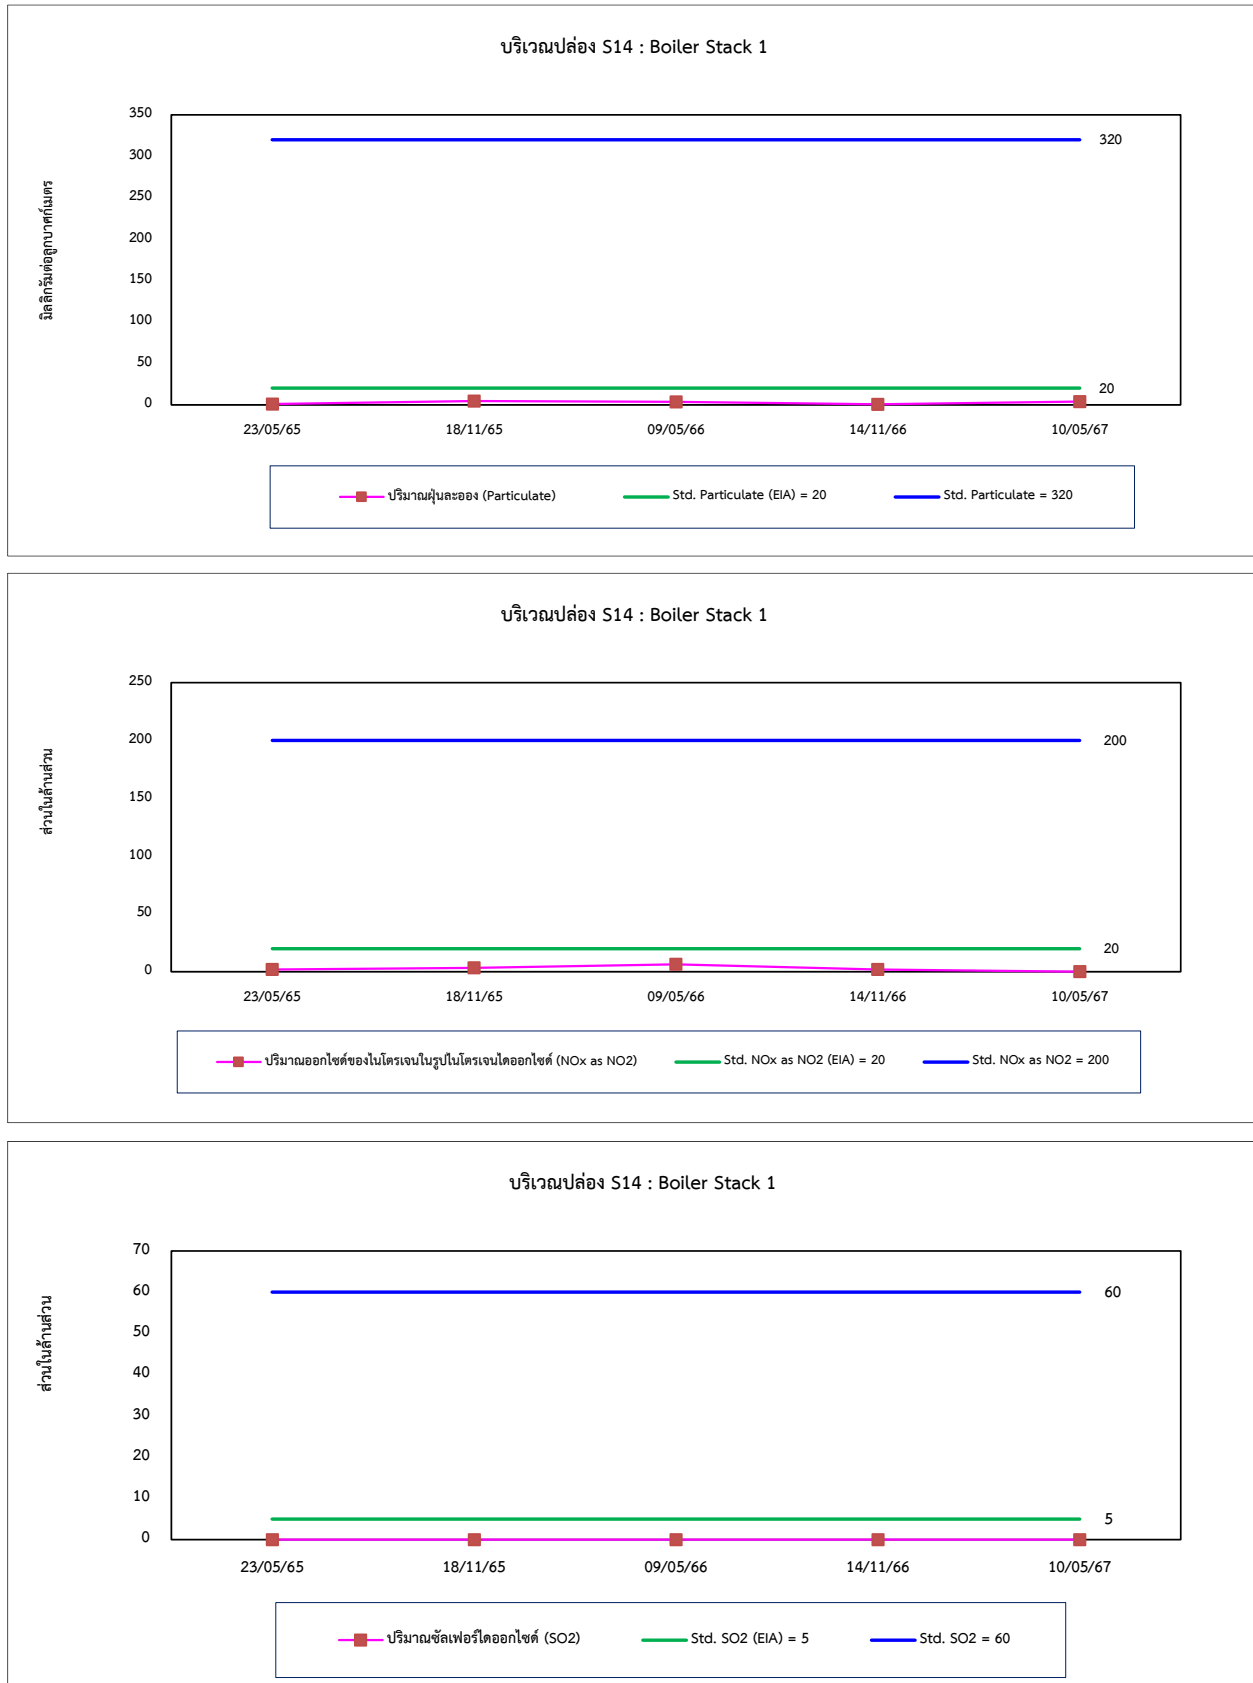 บริเวณปล่อง S14 : Boiler Stack 1
มิลลิกรัมต่อลูกบาศก์เมตร
350
300
250
200
150
100
50
0
320
20
23/05/65 18/11/65 09/05/66 14/11/66 10/05/67
ปริมาณฝุ่นละออง (Particulate) Std. Particulate (EIA) = 20 Std. Particulate = 320
บริเวณปล่อง S14 : Boiler Stack 1
ส่วนในล้านส่วน
250
200
150
100
50
0
200
20
23/05/65 18/11/65 09/05/66 14/11/66 10/05/67
ปริมาณออกไซด์ของไนโตรเจนในรูปไนโตรเจนไดออกไซด์ (NOx as NO2) Std. NOx as NO2 (EIA) = 20 Std. NOx as NO2 = 200
บริเวณปล่อง S14 : Boiler Stack 1
ส่วนในล้านส่วน
70
60
50
40
30
20
10
0
60
5
23/05/65 18/11/65 09/05/66 14/11/66 10/05/67
ปริมาณซัลเฟอร์ไดออกไซด์ (SO2) Std. SO2 (EIA) = 5 Std. SO2 = 60